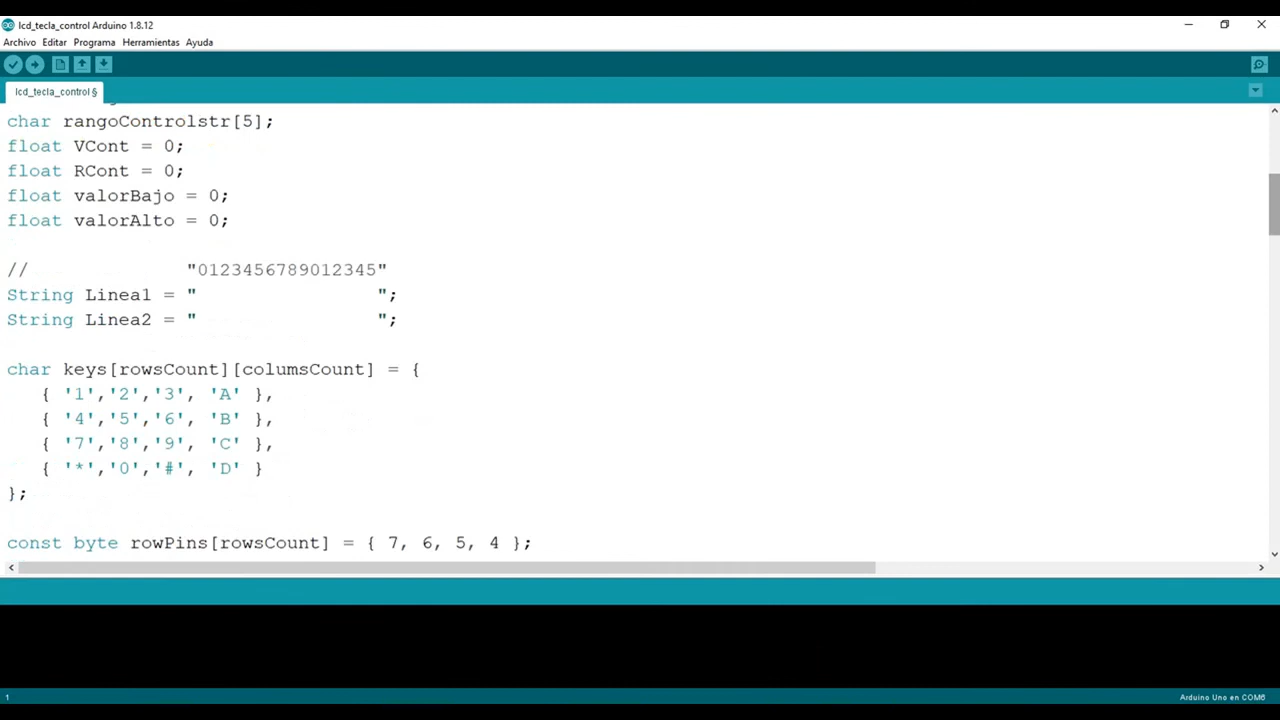 lcd_tecla_control Arduino 1.8.12
Archivo Editar Programa Herramientas Ayuda
lcd_tecla_control §
char rangoControlstr[5];
float VCont = 0;
float RCont = 0;
float valorBajo = 0;
float valorAlto = 0;
// "0123456789012345"
String Linea1 = "                ";
String Linea2 = "                ";
char keys[rowsCount][columsCount] = {
{ '1','2','3', 'A' },
{ '4','5','6', 'B' },
{ '7','8','9', 'C' },
{ '*','0','#', 'D' }
};
const byte rowPins[rowsCount] = { 7, 6, 5, 4 };
1
Arduino Uno en COM6